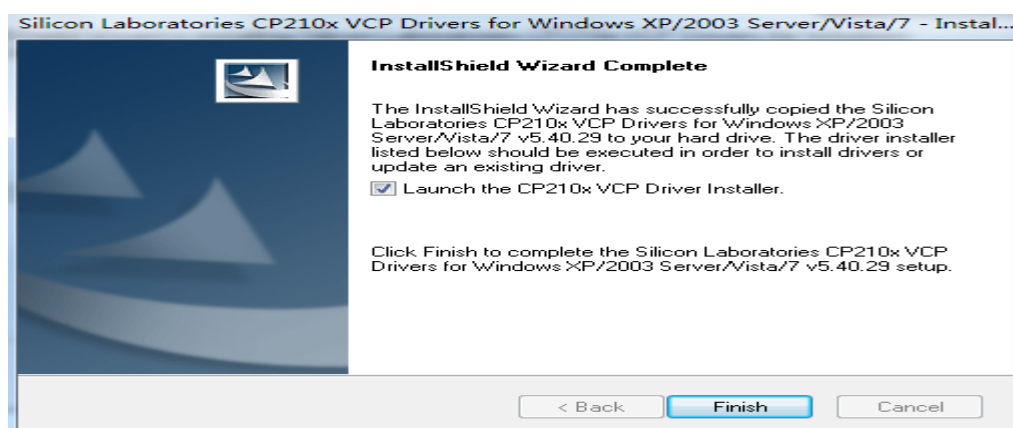 Silicon Laboratories CP210x VCP Drivers for Windows XP/2003 Server/Vista/7 - Instal...
InstallShield Wizard Complete
The InstallShield Wizard has successfully copied the Silicon
Laboratories CP210x VCP Drivers for Windows XP/2003
Server/Vista/7 v5.40.29 to your hard drive. The driver installer
listed below should be executed in order to install drivers or
update an existing driver.
Launch the CP210x VCP Driver Installer.
Click Finish to complete the Silicon Laboratories CP210x VCP
Drivers for Windows XP/2003 Server/Vista/7 v5.40.29 setup.
< Back Finish Cancel